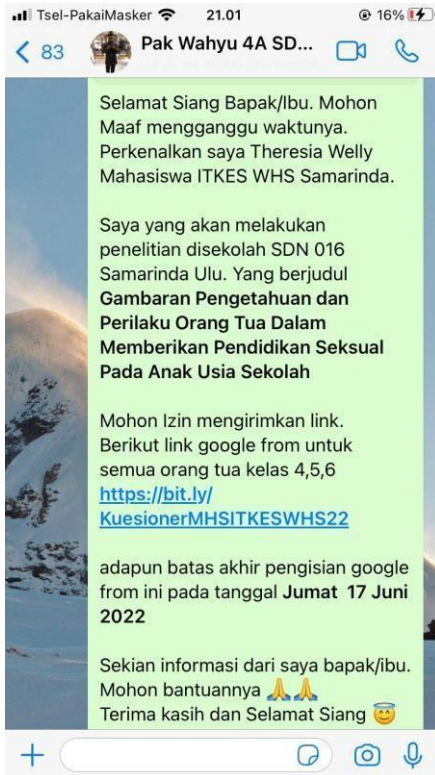 Tsel-PakaiMasker 21.01 16%
83 Pak Wahyu 4A SD...
Selamat Siang Bapak/Ibu. Mohon
Maaf mengganggu waktunya.
Perkenalkan saya Theresia Welly
Mahasiswa ITKES WHS Samarinda.
Saya yang akan melakukan
penelitian disekolah SDN 016
Samarinda Ulu. Yang berjudul
Gambaran Pengetahuan dan
Perilaku Orang Tua Dalam
Memberikan Pendidikan Seksual
Pada Anak Usia Sekolah
Mohon Izin mengirimkan link.
Berikut link google from untuk
semua orang tua kelas 4,5,6
https://bit.ly/
KuesionerMHSITKESWHS22
adapun batas akhir pengisian google
from ini pada tanggal Jumat 17 Juni
2022
Sekian informasi dari saya bapak/ibu.
Mohon bantuannya 🙏🙏
Terima kasih dan Selamat Siang 😇